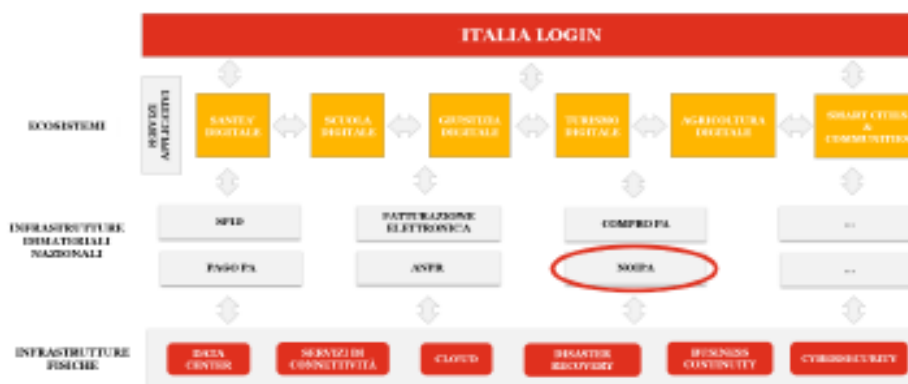 ITALIA LOGIN
ECOSISTEMI
SANITA'
DIGITALE
SCUOLA
DIGITALE
GIUSTIZIA
DIGITALE
TURISMO
DIGITALE
AGRICOLTURA
DIGITALE
SMART CITIES
&
COMMUNITIES
INFRASTRUTTURE
IMMATERIALI
NAZIONALI
SPID
FATTURAZIONE
ELETTRONICA
COMPRO PA
...
PAGO PA
ANPR
NOIPA
...
INFRASTRUTTURE
FISICHE
DATA
CENTER
SERVIZI DI
CONNETTIVITÀ
CLOUD
DISASTER
RECOVERY
BUSINESS
CONTINUITY
CYBERSECURITY